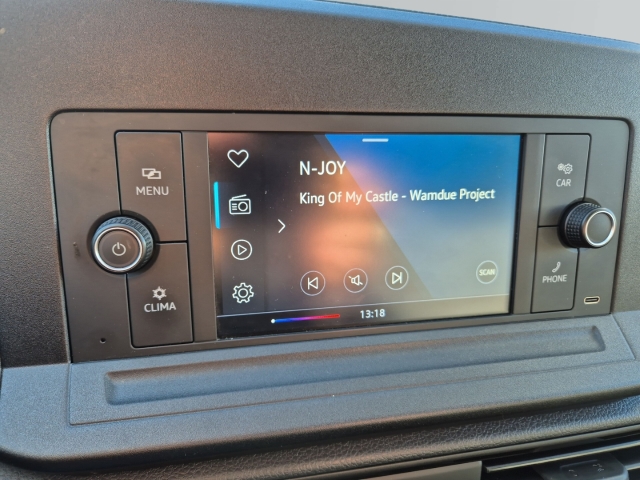 MENU
CLIMA
N-JOY
King Of My Castle - Wamdue Project
SCAN
13:18
CAR
PHONE